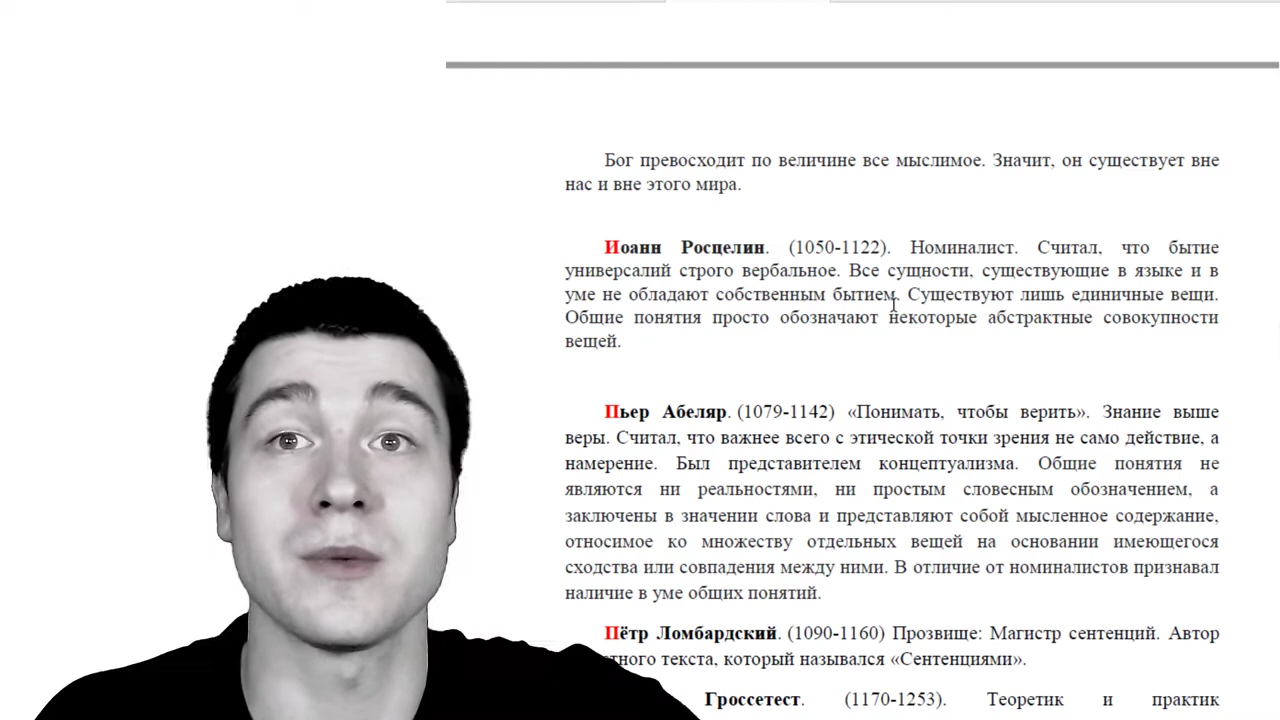 Бог превосходит по величине все мыслимое. Значит, он существует вне
нас и вне этого мира.
Иоанн Росцелин. (1050-1122). Номиналист. Считал, что бытие
универсалий строго вербальное. Все сущности, существующие в языке и в
уме не обладают собственным бытием. Существуют лишь единичные вещи.
Общие понятия просто обозначают некоторые абстрактные совокупности
вещей.
Пьер Абеляр. (1079-1142) «Понимать, чтобы верить». Знание выше
веры. Считал, что важнее всего с этической точки зрения не само действие, а
намерение. Был представителем концептуализма. Общие понятия не
являются ни реальностями, ни простым словесным обозначением, а
заключены в значении слова и представляют собой мысленное содержание,
относимое ко множеству отдельных вещей на основании имеющегося
сходства или совпадения между ними. В отличие от номиналистов признавал
наличие в уме общих понятий.
Пётр Ломбардский. (1090-1160) Прозвище: Магистр сентенций. Автор
текста, который назывался «Сентенциями».
Гроссетест. (1170-1253). Теоретик и практик